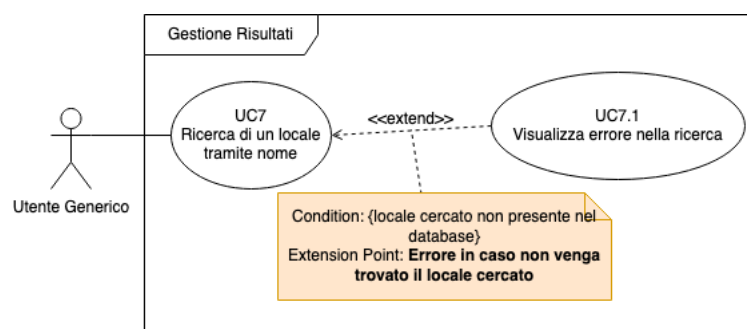 Gestione Risultati
UC7
Ricerca di un locale
tramite nome
<<extend>>
UC7.1
Visualizza errore nella ricerca
Utente Generico
Condition: {locale cercato non presente nel
database}
Extension Point: Errore in caso non venga
trovato il locale cercato